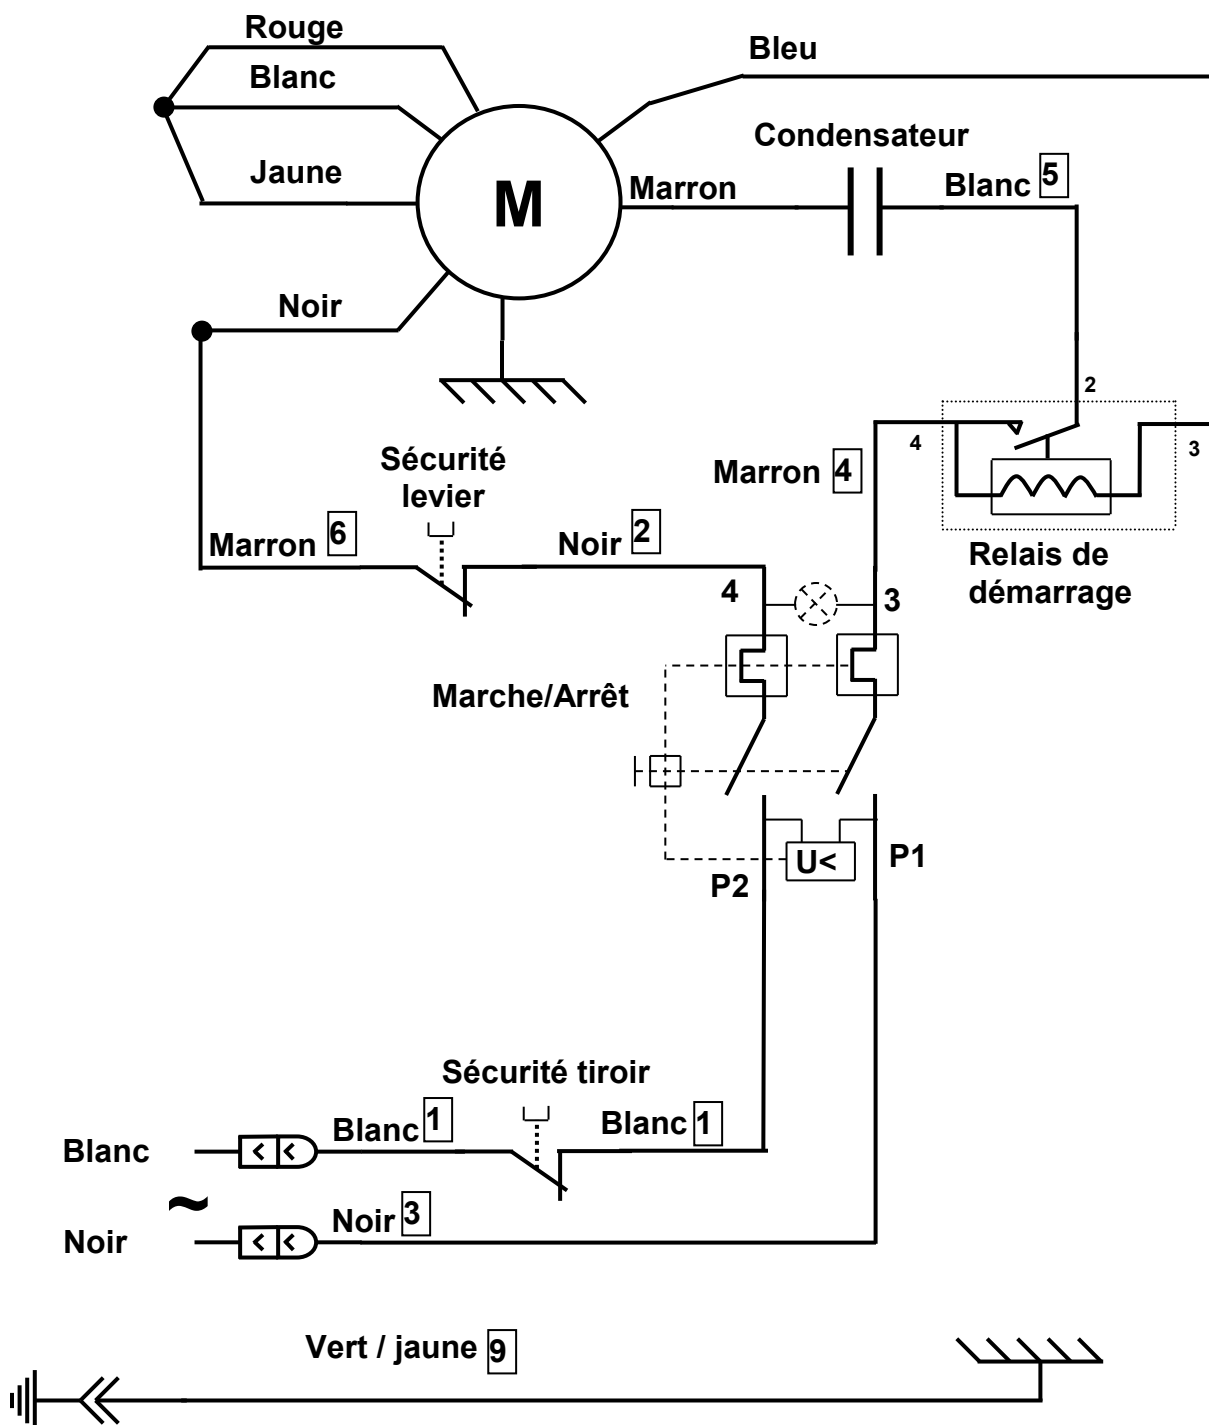 Rouge
Bleu
Blanc
Condensateur
Jaune
Marron
Blanc 5
M
Noir
2
4
3
Sécurité
levier
Marron 4
Marron 6
Noir 2
Relais de
démarrage
4
3
Marche/Arrêt
U<
P1
P2
Sécurité tiroir
Blanc 1
Blanc 1
Blanc
~
Noir 3
Noir
Vert / jaune 9